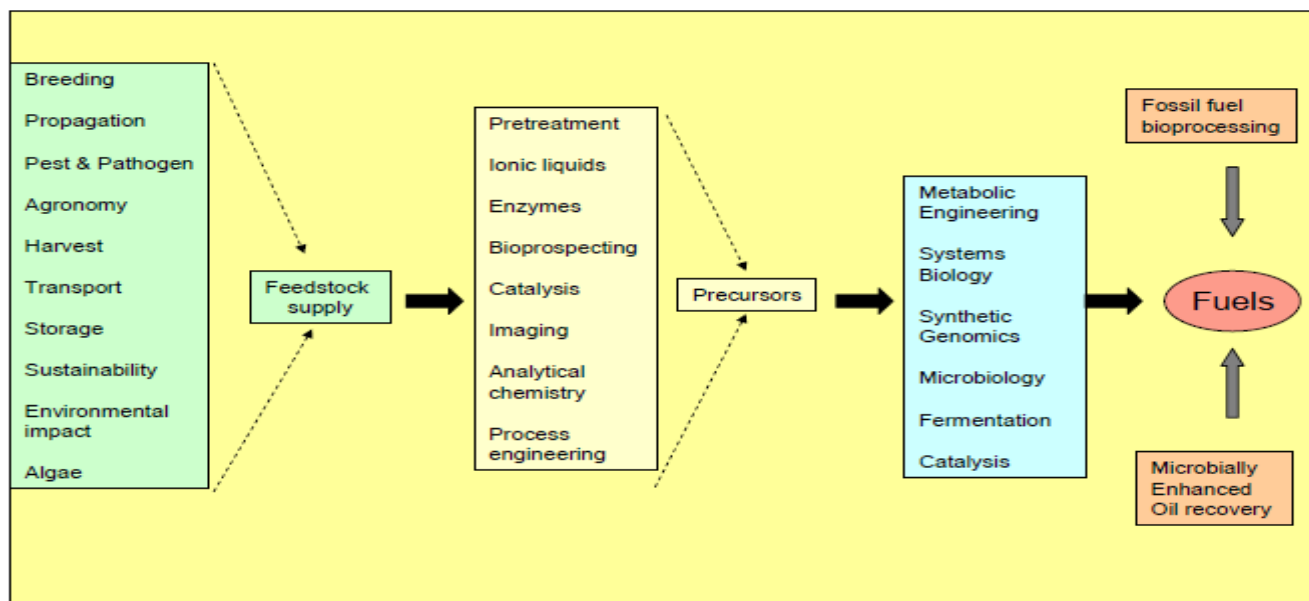 Breeding
Propagation
Pest & Pathogen
Agronomy
Harvest
Transport
Storage
Sustainability
Environmental
impact
Algae
Feedstock
supply
Pretreatment
Ionic liquids
Enzymes
Bioprospecting
Catalysis
Imaging
Analytical
chemistry
Process
engineering
Precursors
Metabolic
Engineering
Systems
Biology
Synthetic
Genomics
Microbiology
Fermentation
Catalysis
Fossil fuel
bioprocessing
Fuels
Microbially
Enhanced
Oil recovery